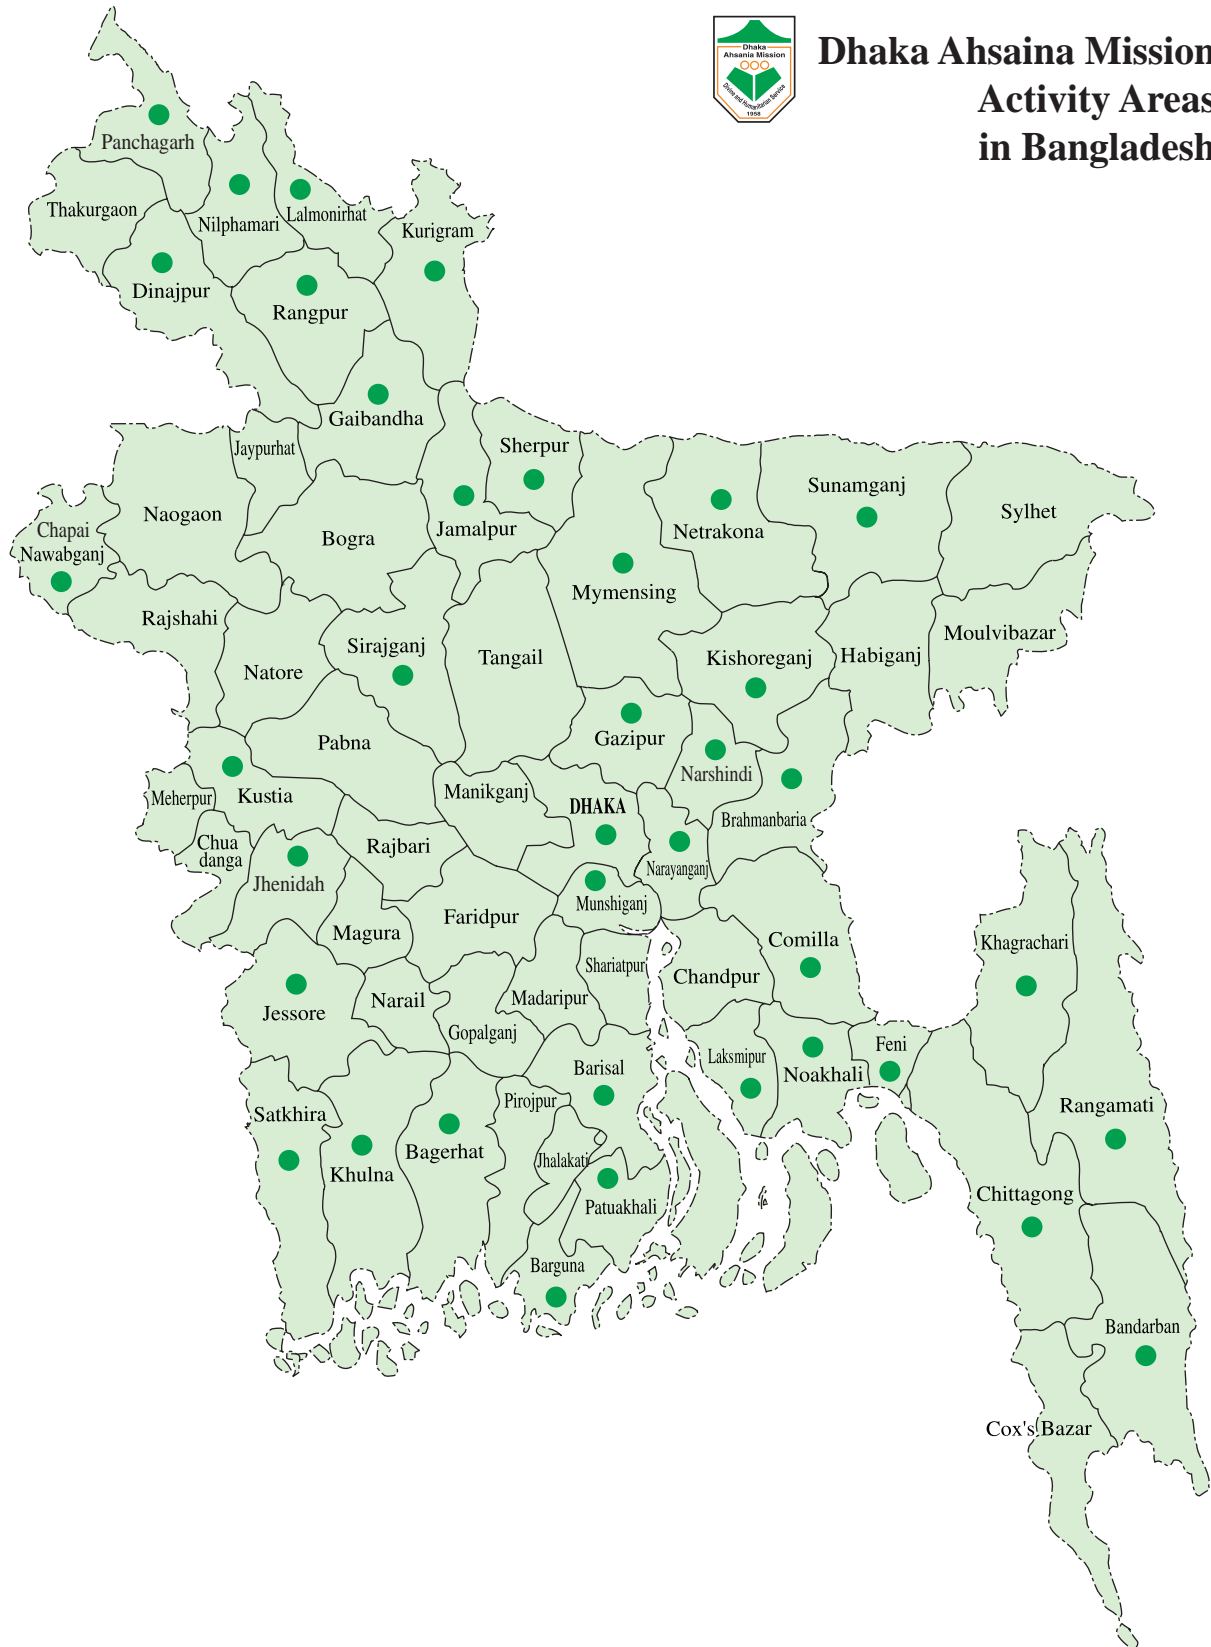 Dhaka
Ahsania Mission
Divine and Humanitarian Service
1958
Dhaka Ahsaina Mission
Activity Areas
in Bangladesh
Panchagarh
Thakurgaon
Nilphamari
Lalmonirhat
Kurigram
Dinajpur
Rangpur
Gaibandha
Jaypurhat
Sherpur
Sunamganj
Sylhet
Naogaon
Chapai
Nawabganj
Bogra
Jamalpur
Netrakona
Mymensing
Rajshahi
Sirajganj
Tangail
Kishoreganj
Habiganj
Moulvibazar
Natore
Pabna
Gazipur
Narshindi
Meherpur
Kustia
Manikganj
DHAKA
Brahmanbaria
Chua
danga
Rajbari
Narayanganj
Jhenidah
Munshiganj
Magura
Faridpur
Comilla
Khagrachari
Shariatpur
Chandpur
Jessore
Narail
Madaripur
Gopalganj
Laksmipur
Feni
Barisal
Noakhali
Satkhira
Pirojpur
Rangamati
Khulna
Bagerhat
Jhalakati
Chittagong
Patuakhali
Barguna
Bandarban
Cox's Bazar